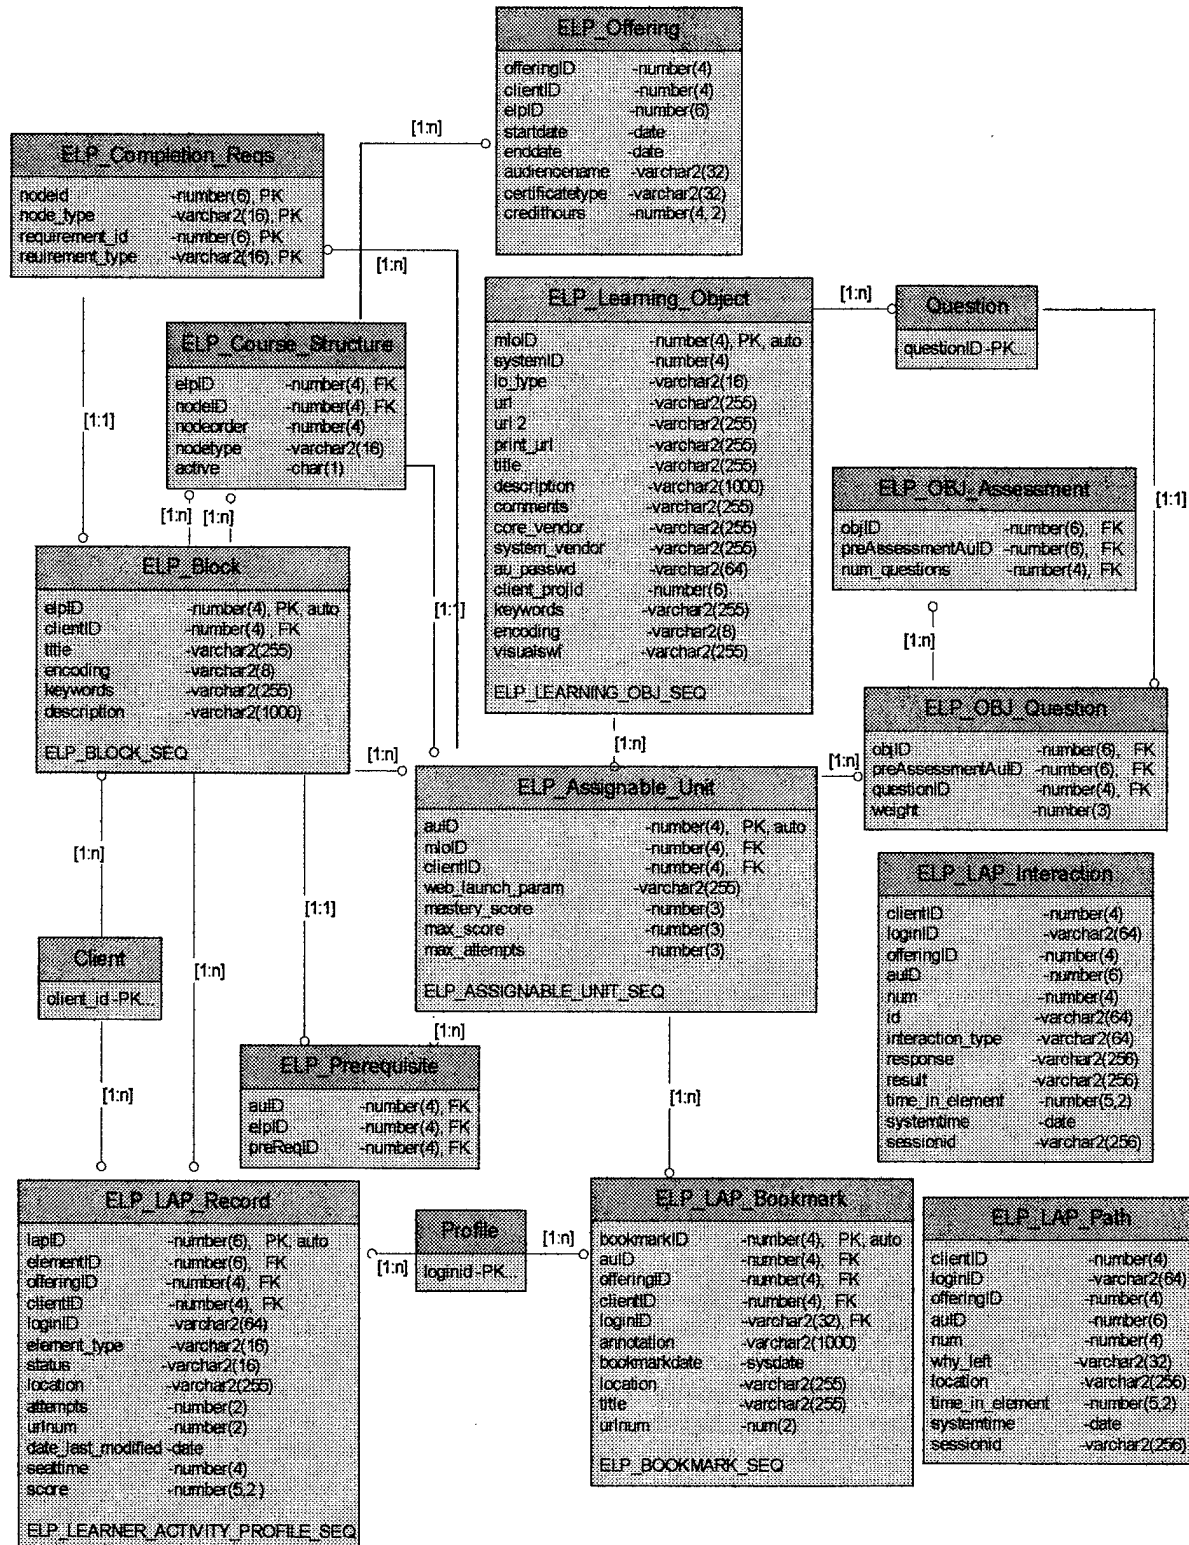 ELP_Offering
offeringID -number(4)
clientID -number(4)
elpID -number(6)
startdate -date
enddate -date
audiencename -varchar2(32)
certificatetype -varchar2(32)
credithours -number(4, 2)
[1:n]
ELP_Completion_Reqs
nodeid -number(6), PK
node_type -varchar2(16), PK
requirement_id -number(6), PK
reuirement_type -varchar2(16), PK
[1:n]
ELP_Learning_Object
mloID -number(4), PK, auto
systemID -number(4)
lo_type -varchar2(16)
url -varchar2(255)
url 2 -varchar2(255)
print_url -varchar2(255)
title -varchar2(255)
description -varchar2(1000)
comments -varchar2(255)
core_vendor -varchar2(255)
system_vendor -varchar2(255)
au_passwd -varchar2(64)
client_projid -number(6)
keywords -varchar2(255)
encoding -varchar2(8)
visualswf -varchar2(255)
ELP_LEARNING_OBJ_SEQ
[1:n]
Question
questionID -PK...
ELP_Course_Structure
elpID -number(4), FK
nodeID -number(4), FK
nodeorder -number(4)
nodetype -varchar2(16)
active -char(1)
[1:1]
[1:n]
[1:n]
ELP_OBJ_Assessment
objID -number(6), FK
preAssessmentAuID -number(6), FK
num_questions -number(4), FK
[1:1]
ELP_Block
elpID -number(4), PK, auto
clientID -number(4) , FK
title -varchar2(255)
encoding -varchar2(8)
keywords -varchar2(255)
description -varchar2(1000)
ELP_BLOCK_SEQ
[1:1]
[1:n]
ELP_OBJ_Question
objID -number(6), FK
preAssessmentAuID -number(6), FK
questionID -number(4), FK
weight -number(3)
[1:n]
[1:n]
[1:n]
ELP_Assignable_Unit
auID -number(4), PK, auto
mloID -number(4), FK
clientID -number(4), FK
web_launch_param -varchar2(255)
mastery_score -number(3)
max_score -number(3)
max_attempts -number(3)
ELP_ASSIGNABLE_UNIT_SEQ
[1:n]
[1:1]
[1:n]
Client
client_id -PK...
ELP_LAP_Interaction
clientID -number(4)
loginID -varchar2(64)
offeringID -number(4)
auID -number(6)
num -number(4)
id -varchar2(64)
interaction_type -varchar2(64)
response -varchar2(256)
result -varchar2(256)
time_in_element -number(5,2)
systemtime -date
sessionid -varchar2(256)
[1:n]
ELP_Prerequisite
auID -number(4), FK
elpID -number(4), FK
preReqID -number(4), FK
[1:n]
[1:n]
ELP_LAP_Record
lapID -number(6), PK, auto
elementID -number(6), FK
offeringID -number(4), FK
clientID -number(4), FK
loginID -varchar2(64)
element_type -varchar2(16)
status -varchar2(16)
location -varchar2(255)
attempts -number(2)
urlnum -number(2)
date_last_modified -date
seattime -number(4)
score -number(5,2)
ELP_LEARNER_ACTIVITY_PROFILE_SEQ
[1:n]
Profile
loginid -PK...
[1:n]
ELP_LAP_Bookmark
bookmarkID -number(4), PK, auto
auID -number(4), FK
offeringID -number(4), FK
clientID -number(4), FK
loginID -varchar2(32), FK
annotation -varchar2(1000)
bookmarkdate -sysdate
location -varchar2(255)
title -varchar2(255)
urlnum -num(2)
ELP_BOOKMARK_SEQ
ELP_LAP_Path
clientID -number(4)
loginID -varchar2(64)
offeringID -number(4)
auID -number(6)
num -number(4)
why_left -varchar2(32)
location -varchar2(256)
time_in_element -number(5,2)
systemtime -date
sessionid -varchar2(256)